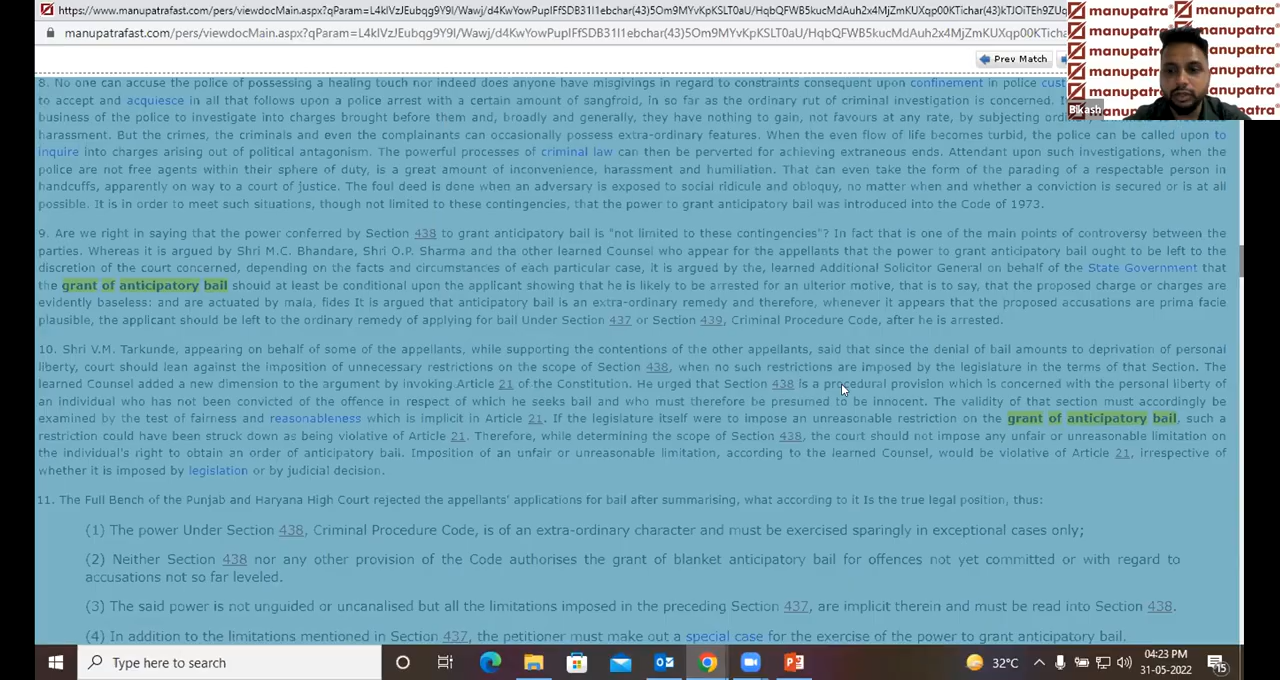 https://www.manupatrafast.com/pers/viewdocMain.aspx?qParam=L4kIVzJEubqg9Y9I/Wawj/d4KwYowPupIFfSDB31I1ebchar(43)5Om9MYvKpKSLT0aU/HqbQFWB5kucMdAuh2x4MjZmKUXqp00KTichar(43)kTJOiTEh9ZUq
manupatrafast.com/pers/viewdocMain.aspx?qParam=L4kIVzJEubqg9Y9I/Wawj/d4KwYowPupIFfSDB31I1ebchar(43)5Om9MYvKpKSLT0aU/HqbQFWB5kucMdAuh2x4MjZmKUXqp00KTichar(43)
manupatra manupatra
manupatra
manupatra
manupatra
manupatra
manupatra
Bikash
Prev Match
8. No one can accuse the police of possessing a healing touch nor indeed does anyone have misgivings in regard to constraints consequent upon confinement in police
to accept and acquiesce in all that follows upon a police arrest with a certain amount of sangfroid, in so far as the ordinary rut of criminal investigation is concerned.
business of the police to investigate into charges brought before them and, broadly and generally, they have nothing to gain, not favours at any rate, by subjecting
harassment. But the crimes, the criminals and even the complainants can occasionally possess extra-ordinary features. When the even flow of life becomes turbid, the police can be called upon to
inquire into charges arising out of political antagonism. The powerful processes of criminal law can then be perverted for achieving extraneous ends. Attendant upon such investigations, when the
police are not free agents within their sphere of duty, is a great amount of inconvenience, harassment and humiliation. That can even take the form of the parading of a respectable person in
handcuffs, apparently on way to a court of justice. The foul deed is done when an adversary is exposed to social ridicule and obloquy, no matter when and whether a conviction is secured or is at all
possible. It is in order to meet such situations, though not limited to these contingencies, that the power to grant anticipatory bail was introduced into the Code of 1973.
9. Are we right in saying that the power conferred by Section 438 to grant anticipatory bail is "not limited to these contingencies"? In fact that is one of the main points of controversy between the
parties. Whereas it is argued by Shri M.C. Bhandare, Shri O.P. Sharma and the other learned Counsel who appear for the appellants that the power to grant anticipatory bail ought to be left to the
discretion of the court concerned, depending on the facts and circumstances of each particular case, it is argued by the, learned Additional Solicitor General on behalf of the State Government that
the grant of anticipatory bail should at least be conditional upon the applicant showing that he is likely to be arrested for an ulterior motive, that is to say, that the proposed charge or charges are
evidently baseless: and are actuated by mala, fides It is argued that anticipatory bail is an extra-ordinary remedy and therefore, whenever it appears that the proposed accusations are prima facie
plausible, the applicant should be left to the ordinary remedy of applying for bail Under Section 437 or Section 439, Criminal Procedure Code, after he is arrested.
10. Shri V.M. Tarkunde, appearing on behalf of some of the appellants, while supporting the contentions of the other appellants, said that since the denial of bail amounts to deprivation of personal
liberty, court should lean against the imposition of unnecessary restrictions on the scope of Section 438, when no such restrictions are imposed by the legislature in the terms of that Section. The
learned Counsel added a new dimension to the argument by invoking Article 21 of the Constitution. He urged that Section 438 is a procedural provision which is concerned with the personal liberty of
an individual who has not been convicted of the offence in respect of which he seeks bail and who must therefore be presumed to be innocent. The validity of that section must accordingly be
examined by the test of fairness and reasonableness which is implicit in Article 21. If the legislature itself were to impose an unreasonable restriction on the grant of anticipatory bail, such a
restriction could have been struck down as being violative of Article 21. Therefore, while determining the scope of Section 438, the court should not impose any unfair or unreasonable limitation on
the individual's right to obtain an order of anticipatory bail. Imposition of an unfair or unreasonable limitation, according to the learned Counsel, would be violative of Article 21, irrespective of
whether it is imposed by legislation or by judicial decision.
11. The Full Bench of the Punjab and Haryana High Court rejected the appellants' applications for bail after summarising, what according to it Is the true legal position, thus:
(1) The power Under Section 438, Criminal Procedure Code, is of an extra-ordinary character and must be exercised sparingly in exceptional cases only;
(2) Neither Section 438 nor any other provision of the Code authorises the grant of blanket anticipatory bail for offences not yet committed or with regard to
accusations not so far leveled.
(3) The said power is not unguided or uncanalised but all the limitations imposed in the preceding Section 437, are implicit therein and must be read into Section 438.
(4) In addition to the limitations mentioned in Section 437, the petitioner must make out a special case for the exercise of the power to grant anticipatory bail.
Type here to search
32°C
04:23 PM
31-05-2022
15